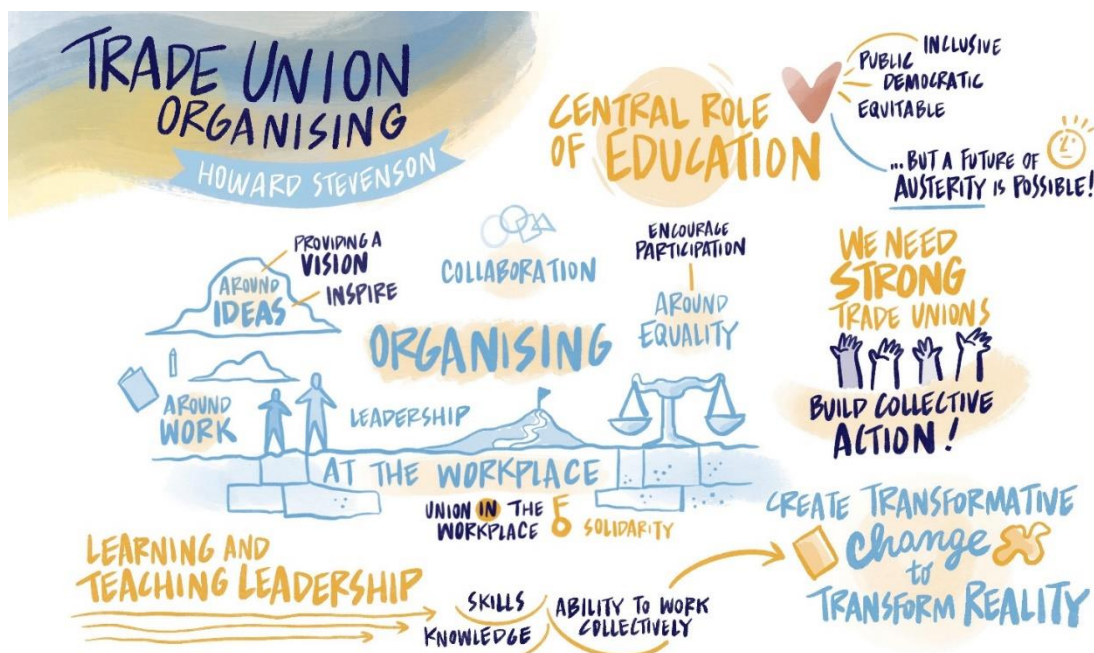 TRADE UNION
ORGANISING
HOWARD STEVENSON
CENTRAL ROLE
OF EDUCATION
INCLUSIVE
PUBLIC
DEMOCRATIC
EQUITABLE
...BUT A FUTURE OF
AUSTERITY IS POSSIBLE!
PROVIDING A
VISION
INSPIRE
AROUND
IDEAS
COLLABORATION
ENCOURAGE
PARTICIPATION
AROUND
EQUALITY
ORGANISING
AROUND
WORK
LEADERSHIP
AT THE WORKPLACE
UNION IN THE
WORKPLACE
SOLIDARITY
WE NEED
STRONG
TRADE UNIONS
BUILD COLLECTIVE
ACTION!
LEARNING AND
TEACHING LEADERSHIP
SKILLS
KNOWLEDGE
ABILITY TO WORK
COLLECTIVELY
CREATE TRANSFORMATIVE
change
to
TRANSFORM REALITY